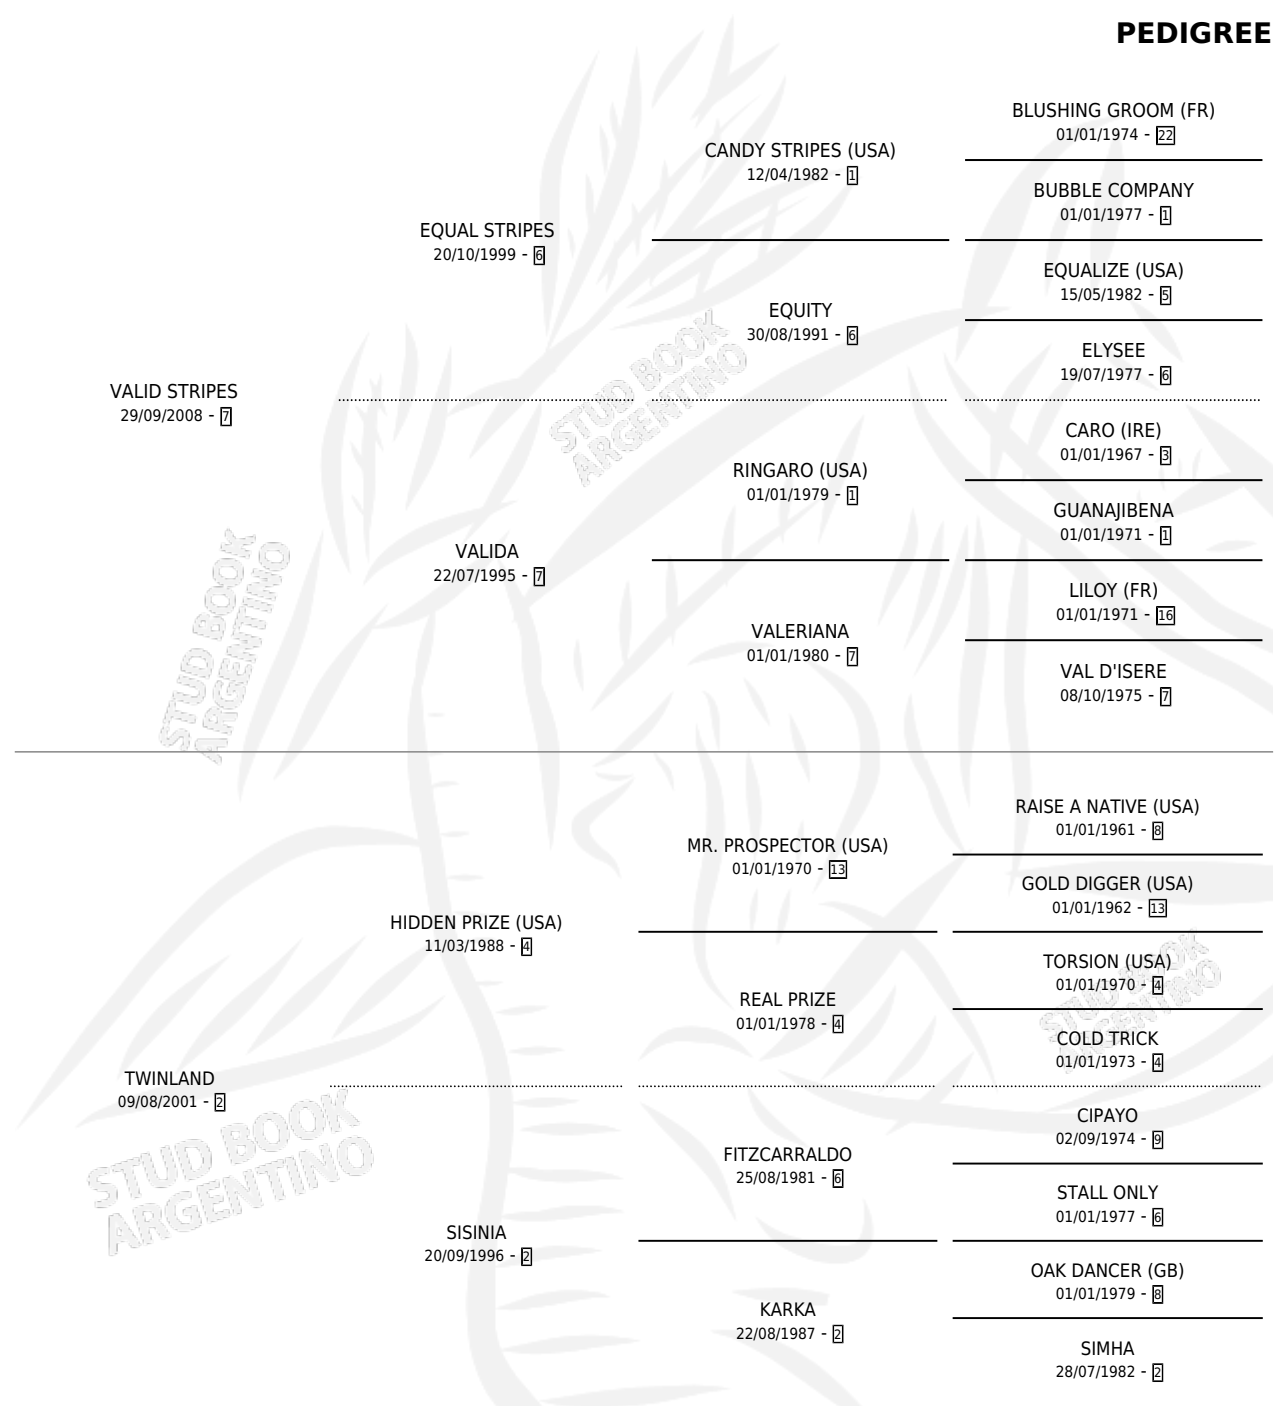 PEDIGREE
BLUSHING GROOM (FR)
01/01/1974 - 22
CANDY STRIPES (USA)
12/04/1982 - 1
BUBBLE COMPANY
01/01/1977 - 1
EQUAL STRIPES
20/10/1999 - 6
EQUALIZE (USA)
15/05/1982 - 5
EQUITY
30/08/1991 - 6
ELYSEE
19/07/1977 - 6
VALID STRIPES
29/09/2008 - 7
CARO (IRE)
01/01/1967 - 3
RINGARO (USA)
01/01/1979 - 1
GUANAJIBENA
01/01/1971 - 1
VALIDA
22/07/1995 - 7
LILOY (FR)
01/01/1971 - 16
VALERIANA
01/01/1980 - 7
VAL D'ISERE
08/10/1975 - 7
RAISE A NATIVE (USA)
01/01/1961 - 8
MR. PROSPECTOR (USA)
01/01/1970 - 13
GOLD DIGGER (USA)
01/01/1962 - 13
HIDDEN PRIZE (USA)
11/03/1988 - 4
TORSION (USA)
01/01/1970 - 4
REAL PRIZE
01/01/1978 - 4
COLD TRICK
01/01/1973 - 4
TWINLAND
09/08/2001 - 2
CIPAYO
02/09/1974 - 9
FITZCARRALDO
25/08/1981 - 6
STALL ONLY
01/01/1977 - 6
SISINIA
20/09/1996 - 2
OAK DANCER (GB)
01/01/1979 - 8
KARKA
22/08/1987 - 2
SIMHA
28/07/1982 - 2
STUD BOOK
ARGENTINO
STUD BOOK
ARGENTINO
STUD BOOK
ARGENTINO
STUD BOOK
ARGENTINO